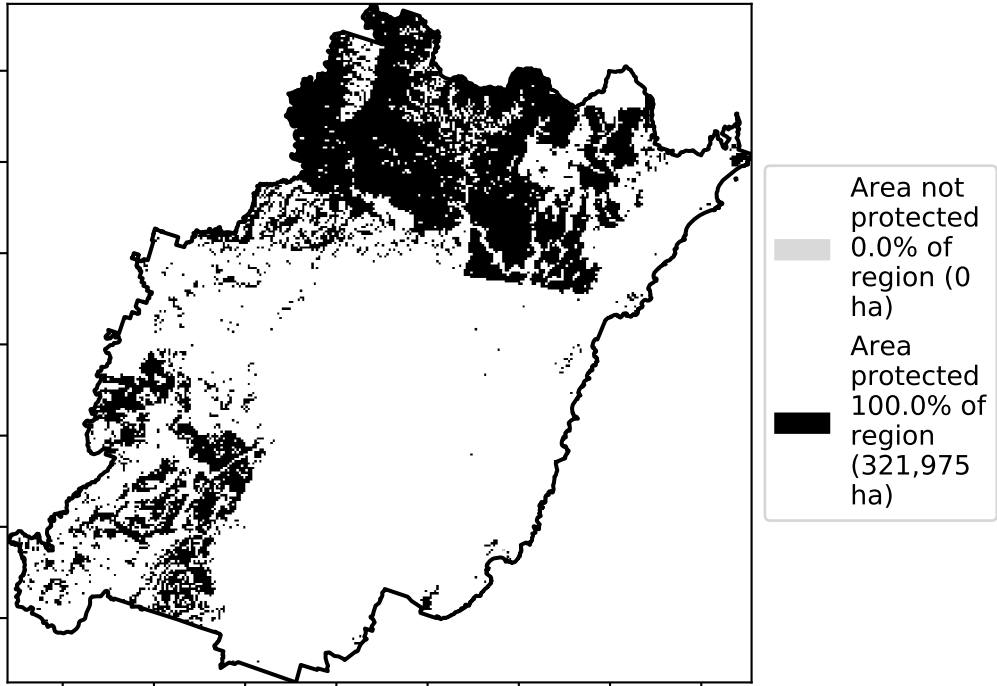 Area not
protected
0.0% of
region (0
ha)
Area
protected
100.0% of
region
(321,975
ha)